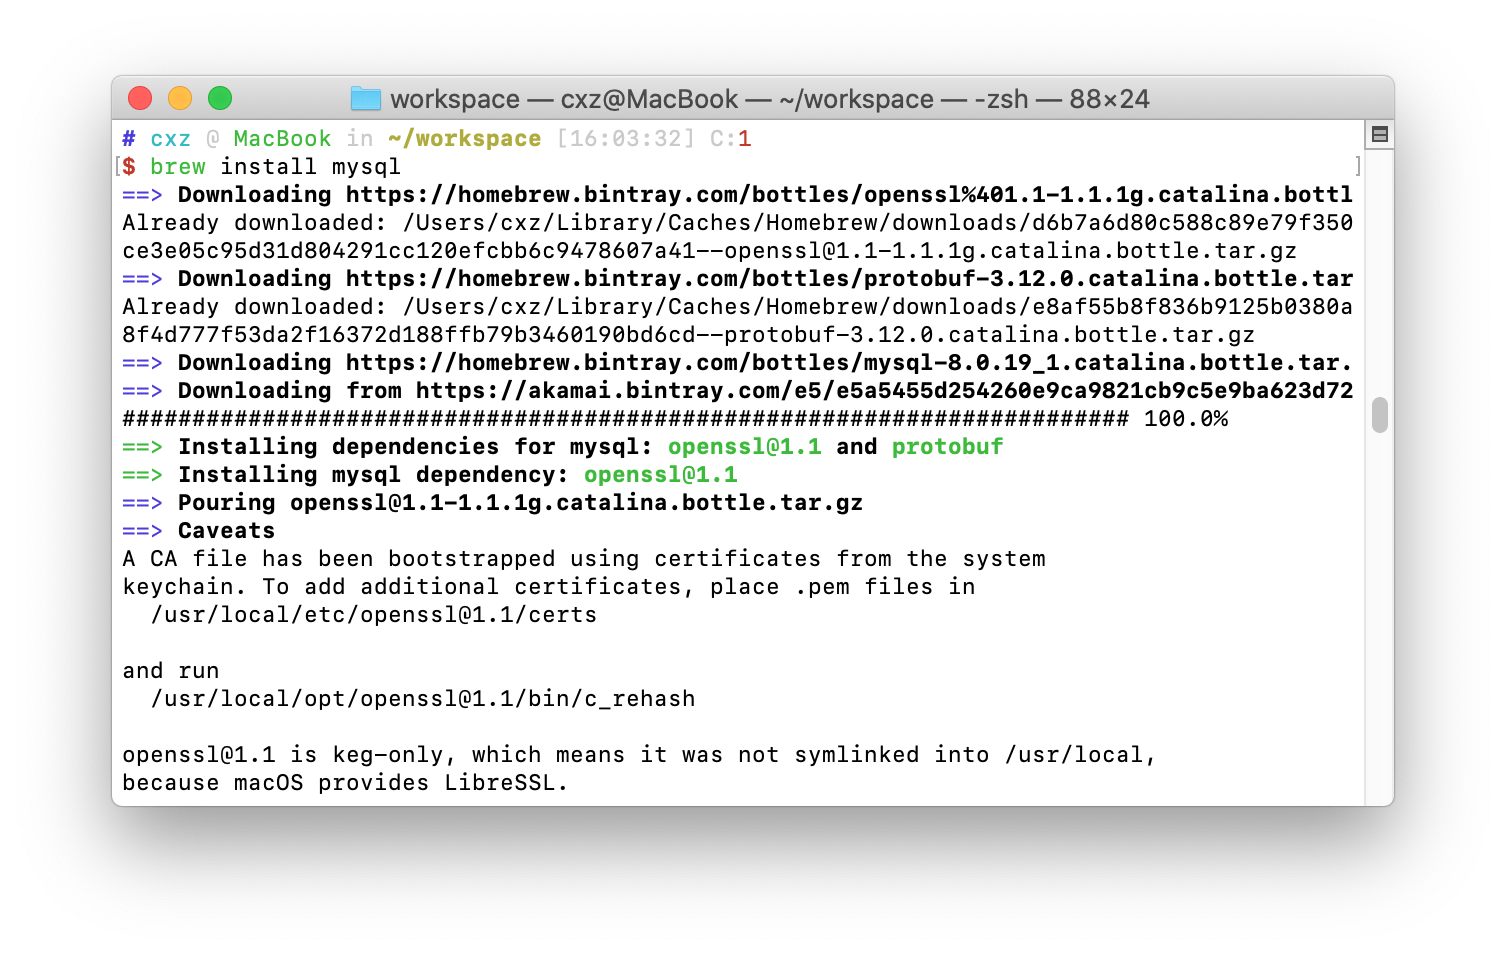 workspace — cxz@MacBook — ~/workspace — -zsh — 88×24
# cxz @ MacBook in ~/workspace [16:03:32] C:1
[$ brew install mysql ]
==> Downloading https://homebrew.bintray.com/bottles/openssl%401.1-1.1.1g.catalina.bottl
Already downloaded: /Users/cxz/Library/Caches/Homebrew/downloads/d6b7a6d80c588c89e79f350
ce3e05c95d31d804291cc120efcbb6c9478607a41--openssl@1.1-1.1.1g.catalina.bottle.tar.gz
==> Downloading https://homebrew.bintray.com/bottles/protobuf-3.12.0.catalina.bottle.tar
Already downloaded: /Users/cxz/Library/Caches/Homebrew/downloads/e8af55b8f836b9125b0380a
8f4d777f53da2f16372d188ffb79b3460190bd6cd--protobuf-3.12.0.catalina.bottle.tar.gz
==> Downloading https://homebrew.bintray.com/bottles/mysql-8.0.19_1.catalina.bottle.tar.
==> Downloading from https://akamai.bintray.com/e5/e5a5455d254260e9ca9821cb9c5e9ba623d72
######################################################################## 100.0%
==> Installing dependencies for mysql: openssl@1.1 and protobuf
==> Installing mysql dependency: openssl@1.1
==> Pouring openssl@1.1-1.1.1g.catalina.bottle.tar.gz
==> Caveats
A CA file has been bootstrapped using certificates from the system
keychain. To add additional certificates, place .pem files in
  /usr/local/etc/openssl@1.1/certs

and run
  /usr/local/opt/openssl@1.1/bin/c_rehash

openssl@1.1 is keg-only, which means it was not symlinked into /usr/local,
because macOS provides LibreSSL.